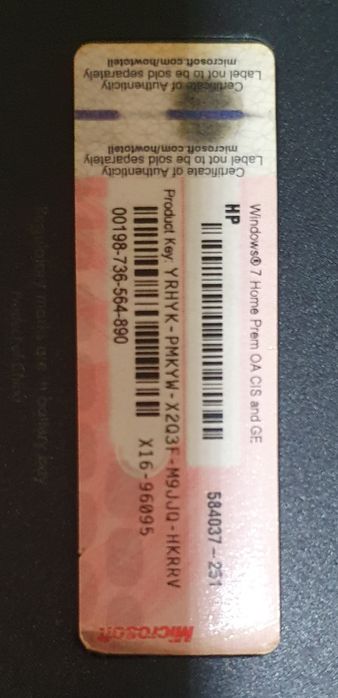 Certificate of Authenticity
Label not to be sold separately
microsoft.com/howtotell
Certificate of Authenticity
Label not to be sold separately
microsoft.com/howtotell
Windows® 7 Home Prem OA CIS and GE
HP
584037-251
Product Key: YRHYK-PMKYW-X2Q3F-M9JJQ-HKRRV
00198-736-564-890
X16-96095
Microsoft